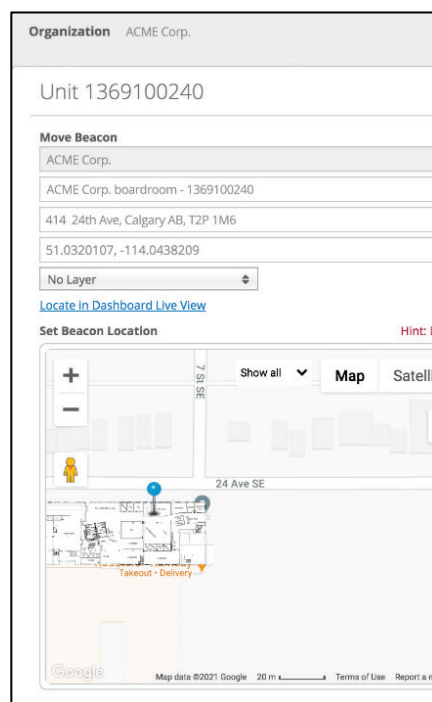 Organization ACME Corp.
Unit 1369100240
Move Beacon
ACME Corp.
ACME Corp. boardroom - 1369100240
414 24th Ave, Calgary AB, T2P 1M6
51.0320107, -114.0438209
No Layer
Locate in Dashboard Live View
Set Beacon Location Hint:
+
Show all Map Satelli
−
7 St SE
24 Ave SE
Takeout • Delivery
Google Map data ©2021 Google 20 m Terms of Use Report a